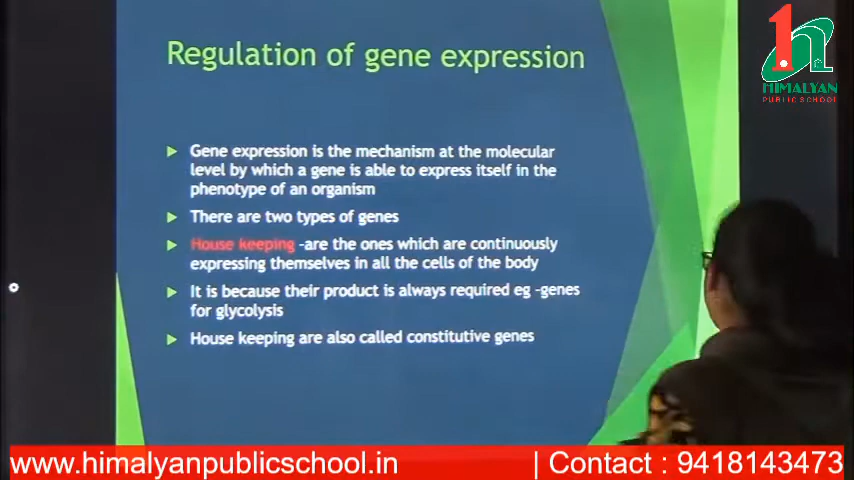 Regulation of gene expression
HIMALYAN
PUBLIC SCHOOL
Gene expression is the mechanism at the molecular
level by which a gene is able to express itself in the
phenotype of an organism
There are two types of genes
House keeping -are the ones which are continuously
expressing themselves in all the cells of the body
It is because their product is always required eg -genes
for glycolysis
House keeping are also called constitutive genes
www.himalyanpublicschool.in | Contact : 9418143473